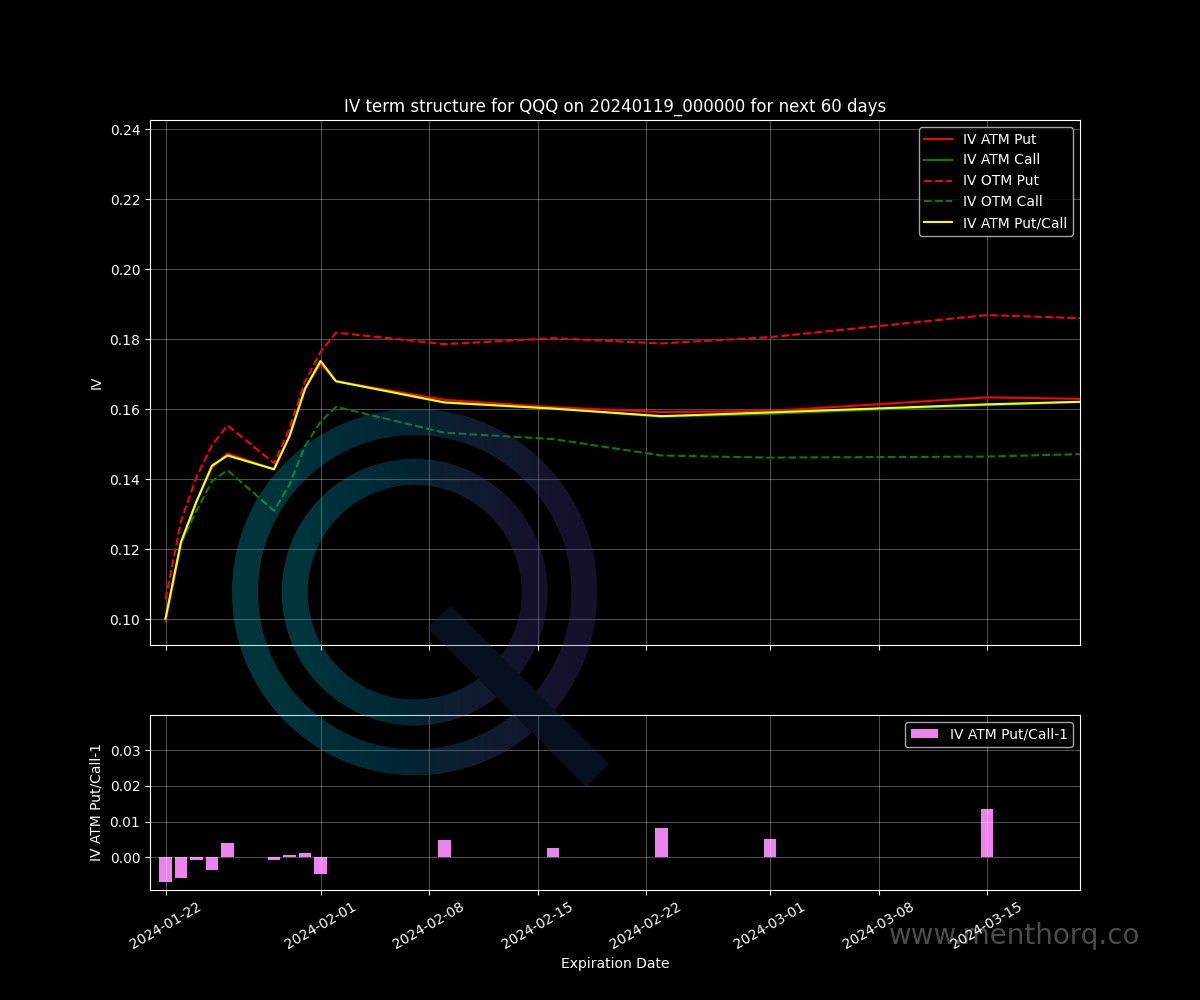 IV term structure for QQQ on 20240119_000000 for next 60 days
0.24
0.22
0.20
0.18
0.16
0.14
0.12
0.10
IV
IV ATM Put
IV ATM Call
IV OTM Put
IV OTM Call
IV ATM Put/Call
0.03
0.02
0.01
0.00
IV ATM Put/Call-1
IV ATM Put/Call-1
2024-01-22
2024-02-01
2024-02-08
2024-02-15
2024-02-22
2024-03-01
2024-03-08
2024-03-15
www.menthorq.co
Expiration Date